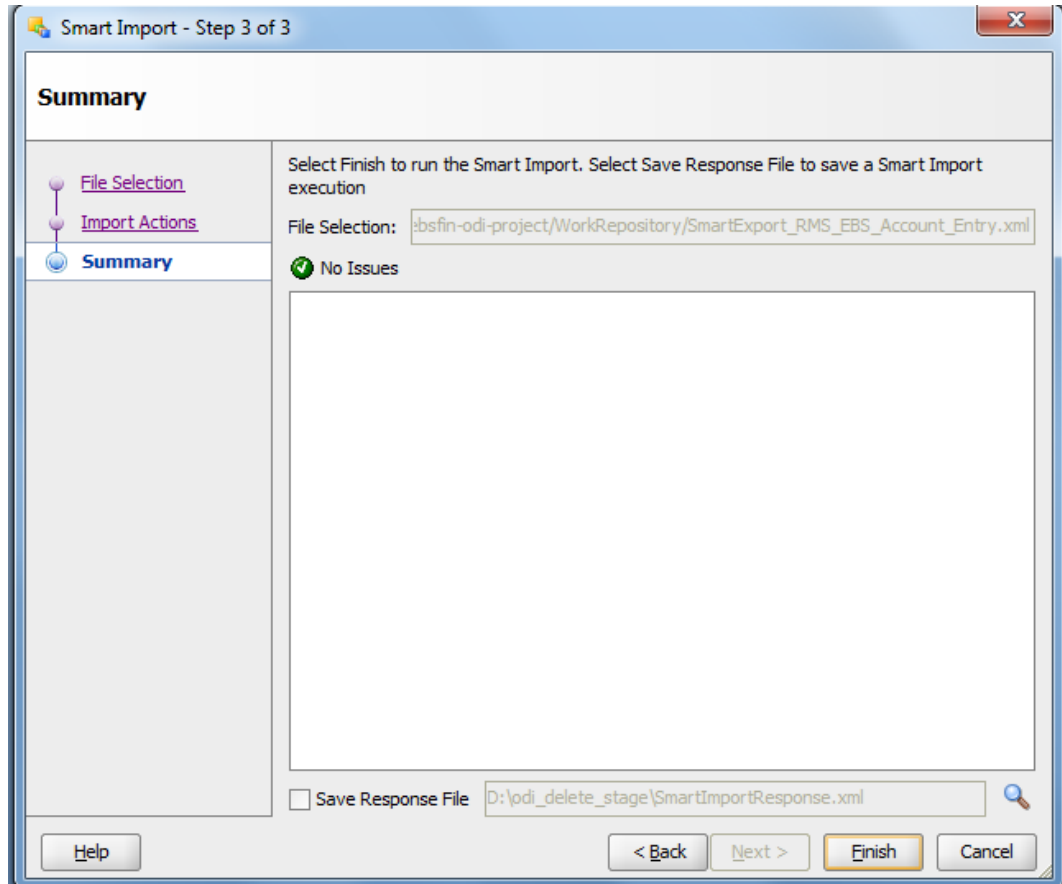 Smart Import - Step 3 of 3
Summary
File Selection
Import Actions
Summary
Select Finish to run the Smart Import. Select Save Response File to save a Smart Import
execution
File Selection: ebsfin-odi-project/WorkRepository/SmartExport_RMS_EBS_Account_Entry.xml
No Issues
Save Response File D:\odi_delete_stage\SmartImportResponse.xml
Help
< Back Next > Finish Cancel